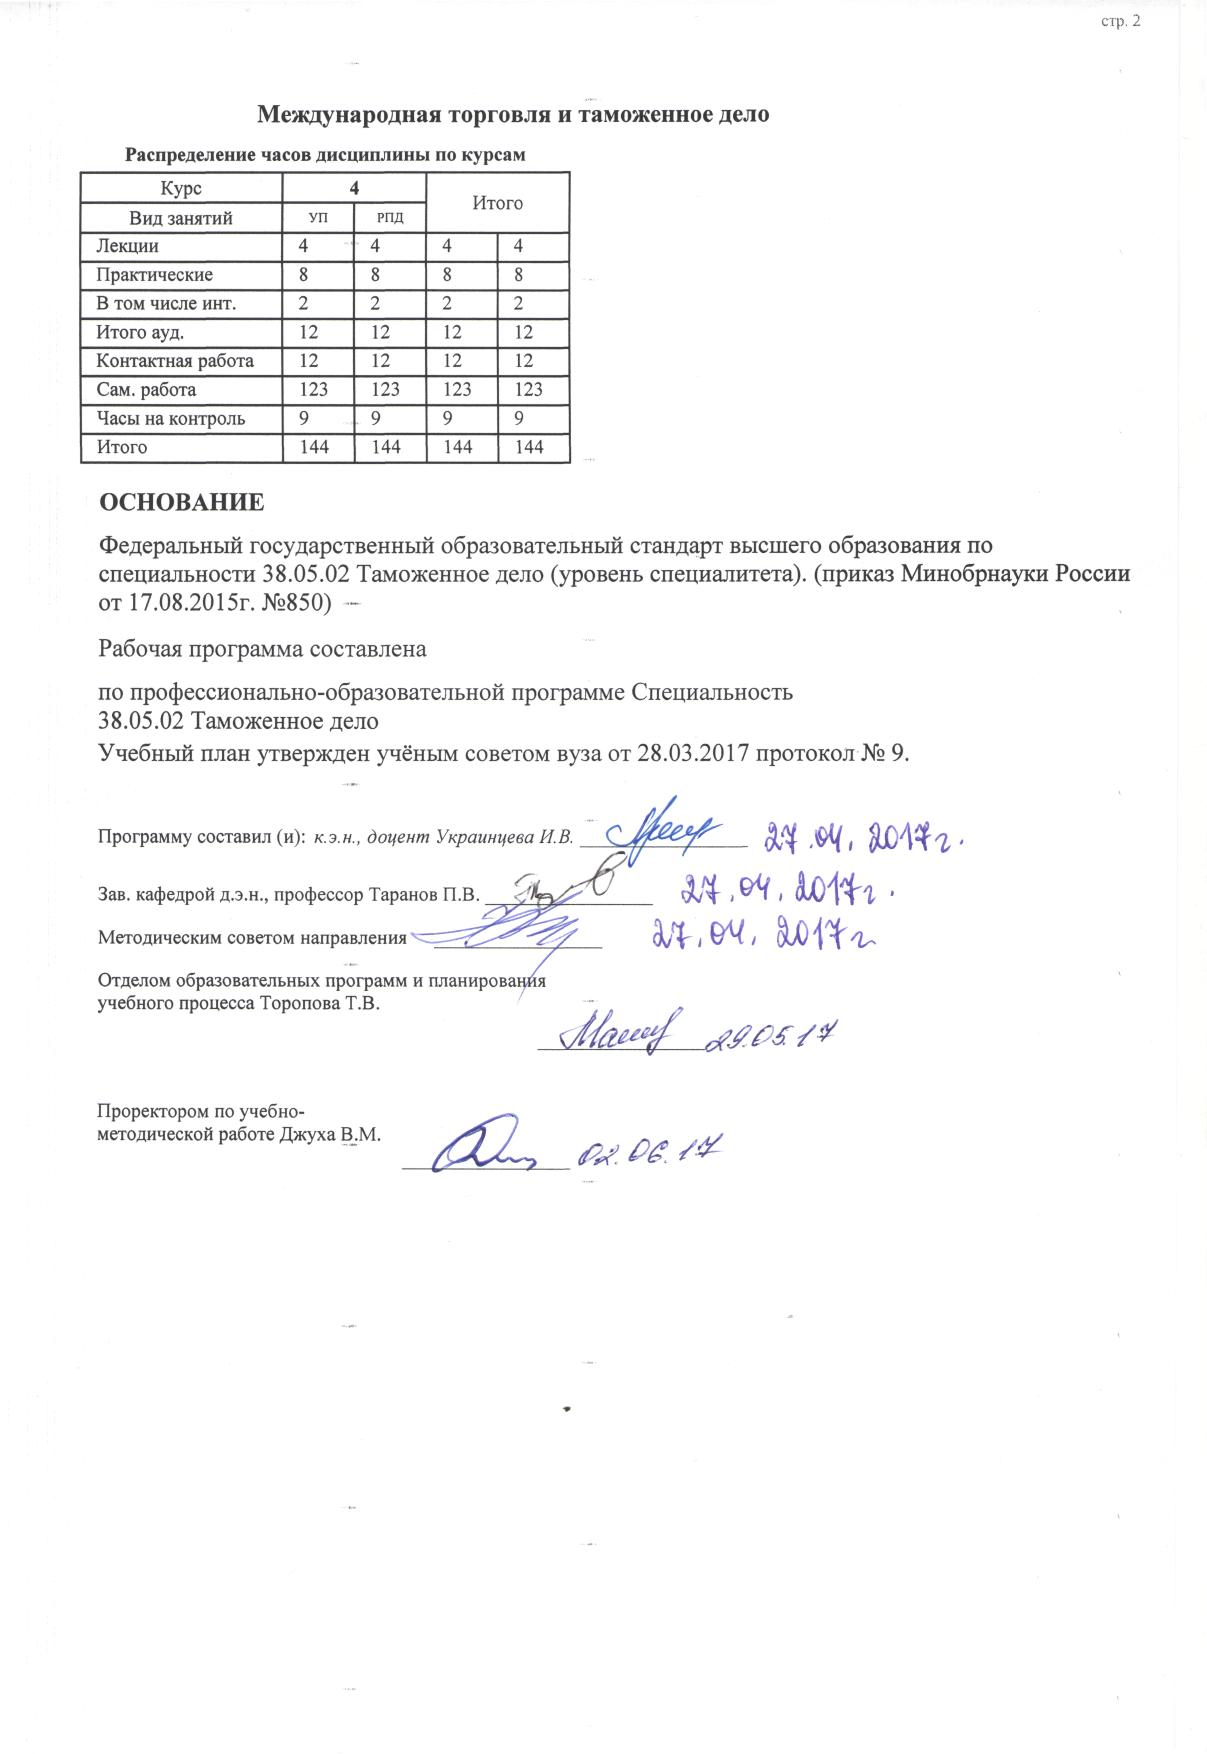 стр. 2
Международная торговля и таможенное дело
Распределение часов дисциплины по курсам
Курс 4 Итого
Вид занятий УП РПД
Лекции 4 4 4 4
Практические 8 8 8 8
В том числе инт. 2 2 2 2
Итого ауд. 12 12 12 12
Контактная работа 12 12 12 12
Сам. работа 123 123 123 123
Часы на контроль 9 9 9 9
Итого 144 144 144 144
ОСНОВАНИЕ
Федеральный государственный образовательный стандарт высшего образования по
специальности 38.05.02 Таможенное дело (уровень специалитета). (приказ Минобрнауки России
от 17.08.2015г. №850)
Рабочая программа составлена
по профессионально-образовательной программе Специальность
38.05.02 Таможенное дело
Учебный план утвержден учёным советом вуза от 28.03.2017 протокол № 9.
Программу составил (и): к.э.н., доцент Украинцева И.В. 27.04.2017г.
Зав. кафедрой д.э.н., профессор Таранов П.В. 27.04.2017г.
Методическим советом направления 27.04.2017г.
Отделом образовательных программ и планирования
учебного процесса Торопова Т.В.
29.05.17
Проректором по учебно-
методической работе Джуха В.М.
02.06.17